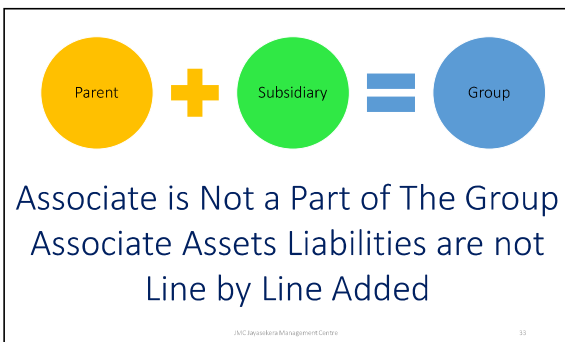 Parent
Subsidiary
Group
Associate is Not a Part of The Group
Associate Assets Liabilities are not
Line by Line Added
JMC Jayasekera Management Centre
33